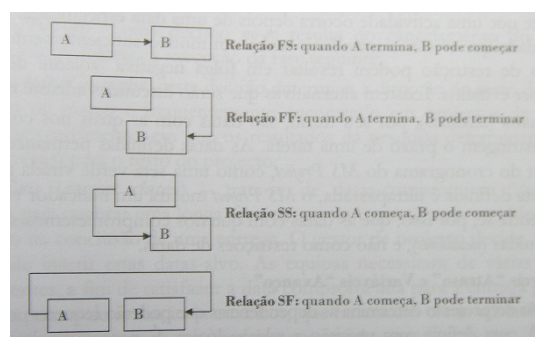 A B Relação FS: quando A termina, B pode começar
A
Relação FF: quando A termina, B pode terminar
B
A
Relação SS: quando A começa, B pode começar
B
Relação SF: quando A começa, B pode terminar
A B